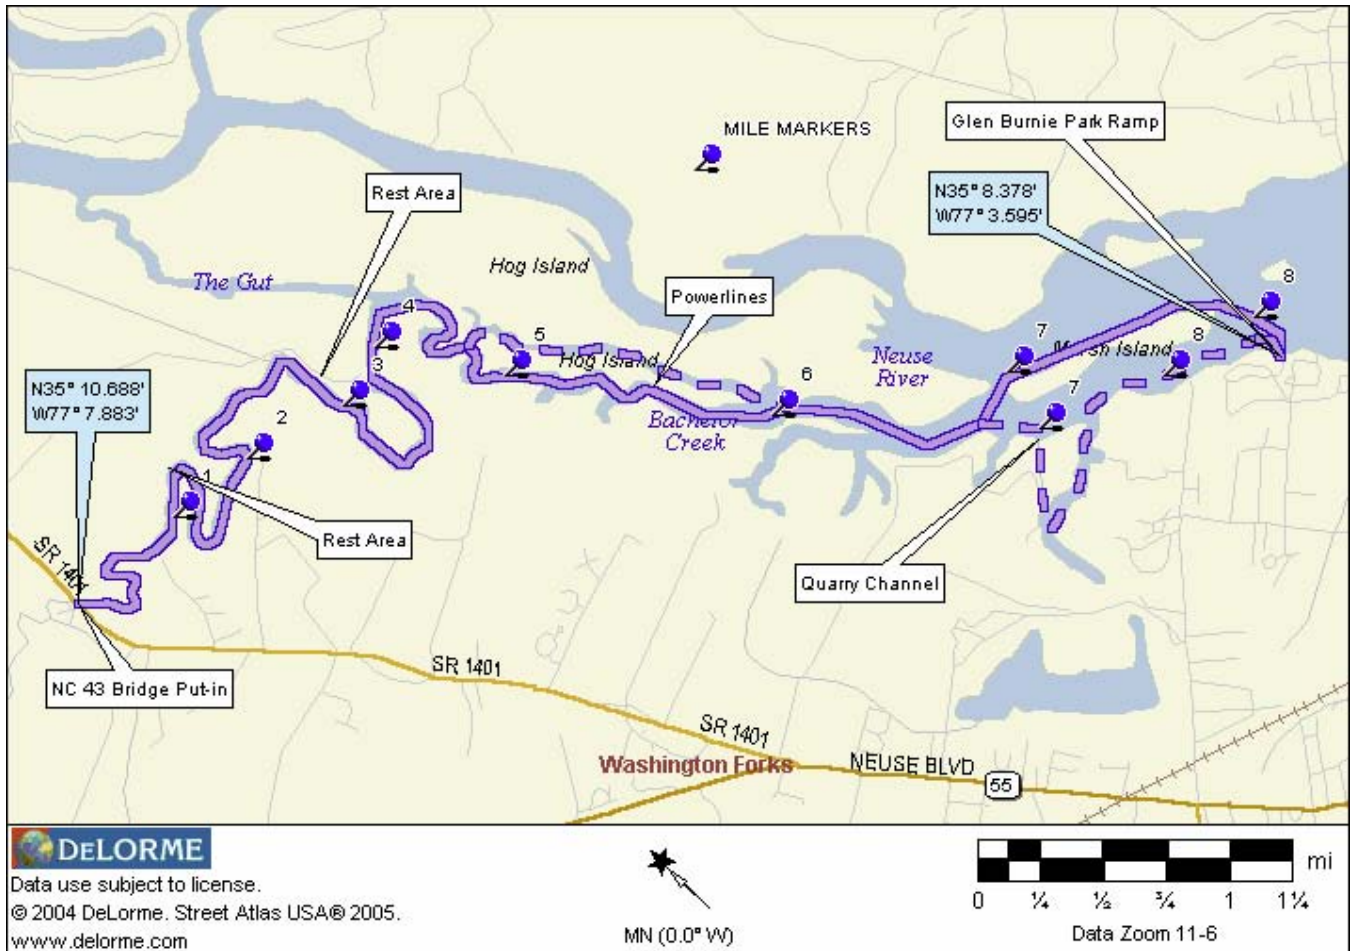 MILE MARKERS
Glen Burnie Park Ramp
Rest Area
N35° 8.378'
W77° 3.595'
Hog Island
The Gut
Powerlines
8
4
5
7
8
Hog Island
Marsh Island
Neuse
River
N35° 10.688'
W77° 7.883'
3
6
7
2
Bachelor
Creek
1
Rest Area
SR 1401
Quarry Channel
NC 43 Bridge Put-in
SR 1401
SR 1401
Washington Forks
NEUSE BLVD
55
DELORME
Data use subject to license.
© 2004 DeLorme. Street Atlas USA® 2005.
www.delorme.com
MN (0.0° W)
mi
0 ¼ ½ ¾ 1 1¼
Data Zoom 11-6